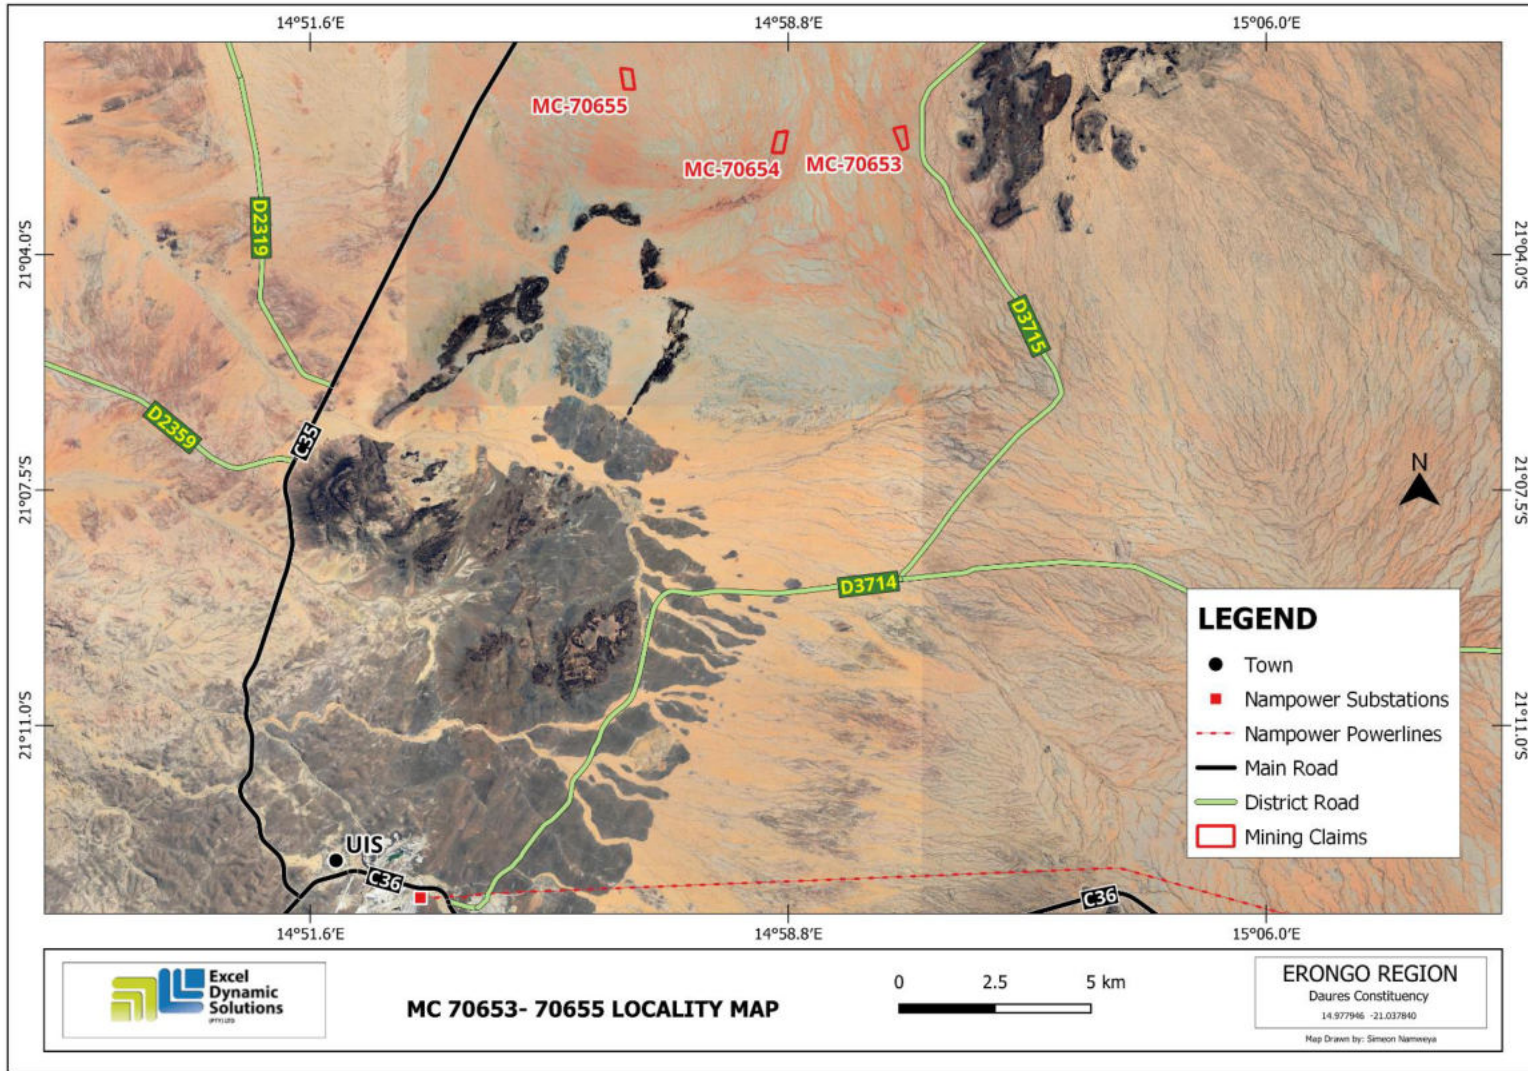 14°51.6′E
14°58.8′E
15°06.0′E
MC-70655
MC-70654
MC-70653
D2319
21°04.0′S
21°04.0′S
D3715
D2359
C35
N
21°07.5′S
21°07.5′S
D3714
LEGEND
Town
Nampower Substations
Nampower Powerlines
Main Road
District Road
Mining Claims
21°11.0′S
21°11.0′S
UIS
C36
C36
14°51.6′E
14°58.8′E
15°06.0′E
Excel
Dynamic
Solutions
(PTY) LTD
MC 70653- 70655 LOCALITY MAP
0 2.5 5 km
ERONGO REGION
Daures Constituency
14.977946 -21.037840
Map Drawn by: Simeon Namweya